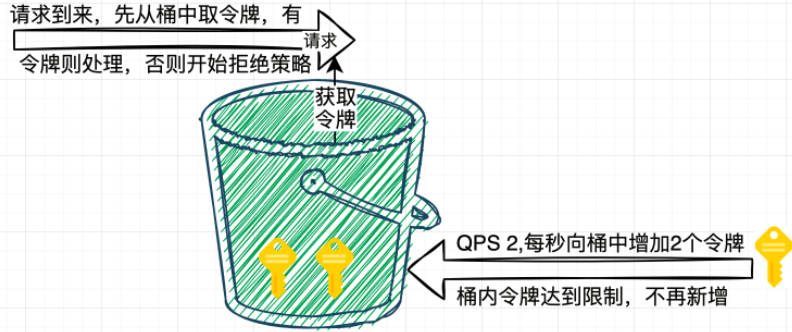 请求到来，先从桶中取令牌，有
请求
令牌则处理，否则开始拒绝策略
获取
令牌
QPS 2,每秒向桶中增加2个令牌
桶内令牌达到限制，不再新增